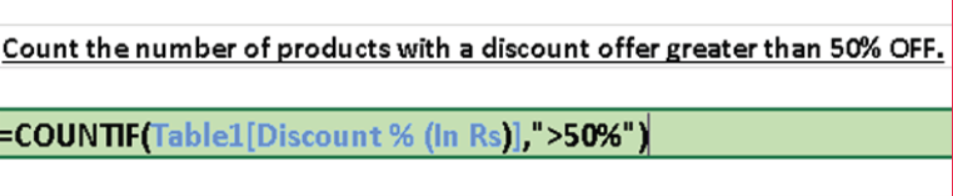 Count the number of products with a discount offer greater than 50% OFF.
=COUNTIF(Table1[Discount % (In Rs)],">50%")